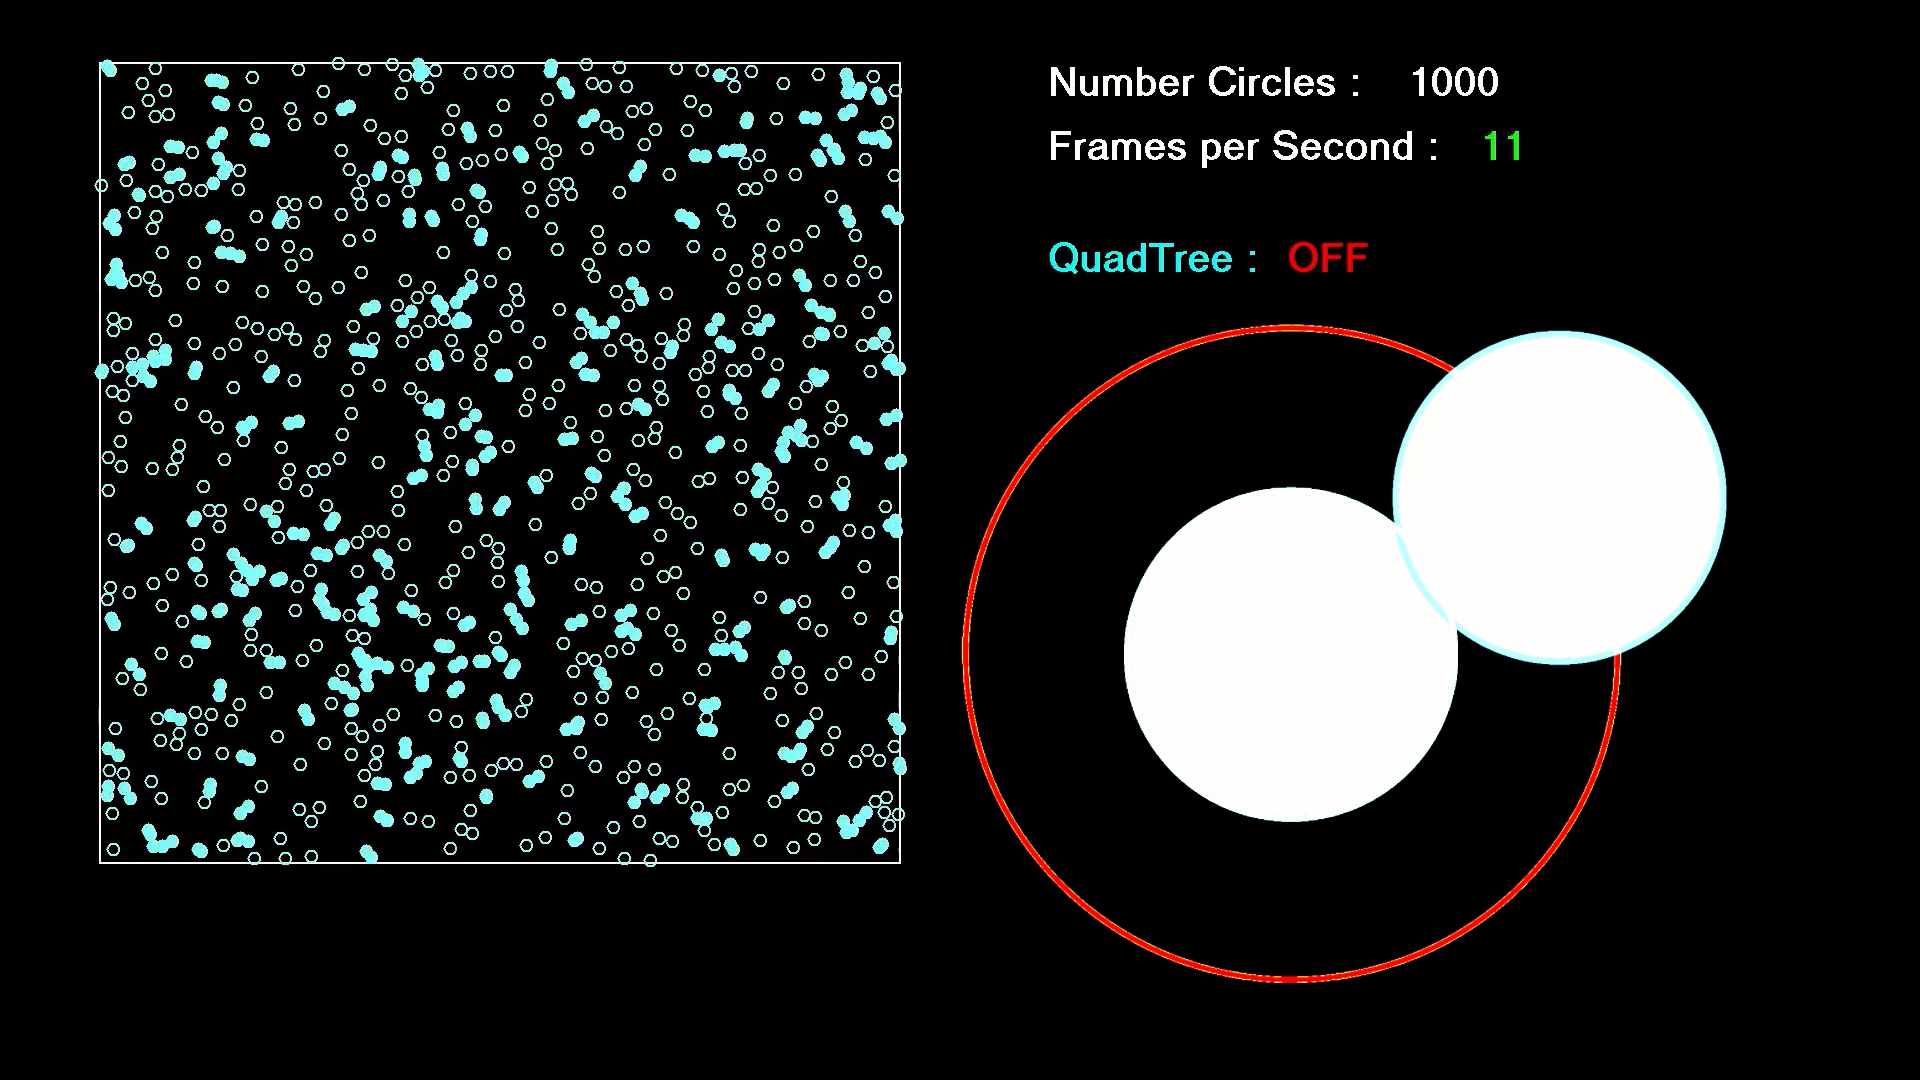 Number Circles : 1000
Frames per Second : 11
QuadTree : OFF